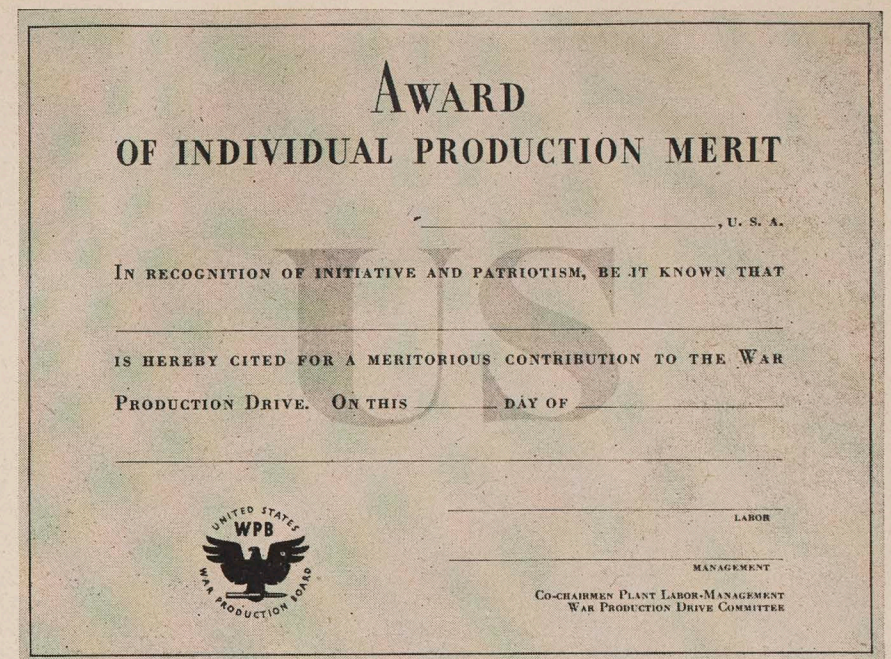 AWARD
OF INDIVIDUAL PRODUCTION MERIT
, U. S. A.
US
IN RECOGNITION OF INITIATIVE AND PATRIOTISM, BE IT KNOWN THAT
IS HEREBY CITED FOR A MERITORIOUS CONTRIBUTION TO THE WAR
PRODUCTION DRIVE. ON THIS DAY OF
UNITED STATES
WPB
WAR PRODUCTION BOARD
LABOR
MANAGEMENT
CO-CHAIRMEN PLANT LABOR-MANAGEMENT
WAR PRODUCTION DRIVE COMMITTEE